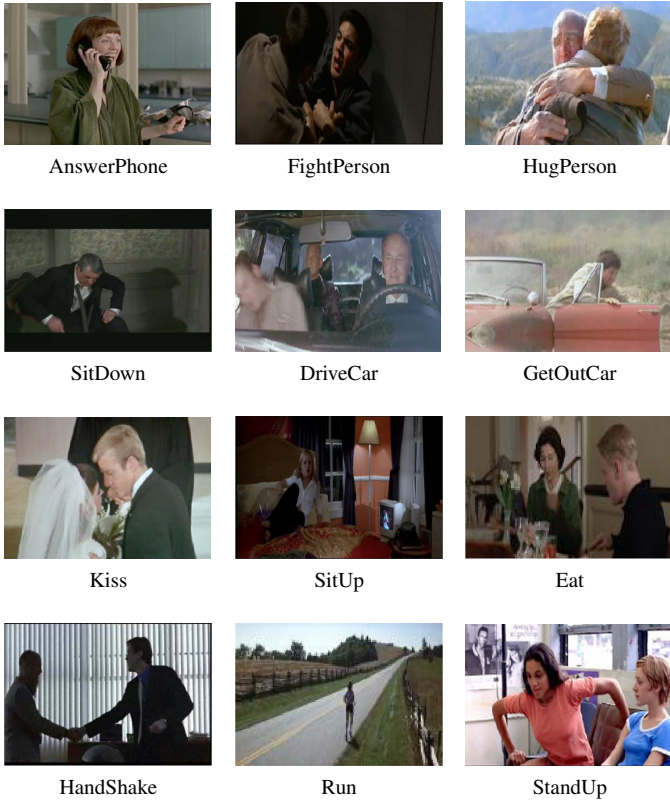 AnswerPhone
FightPerson
HugPerson
SitDown
DriveCar
GetOutCar
Kiss
SitUp
Eat
HandShake
Run
StandUp